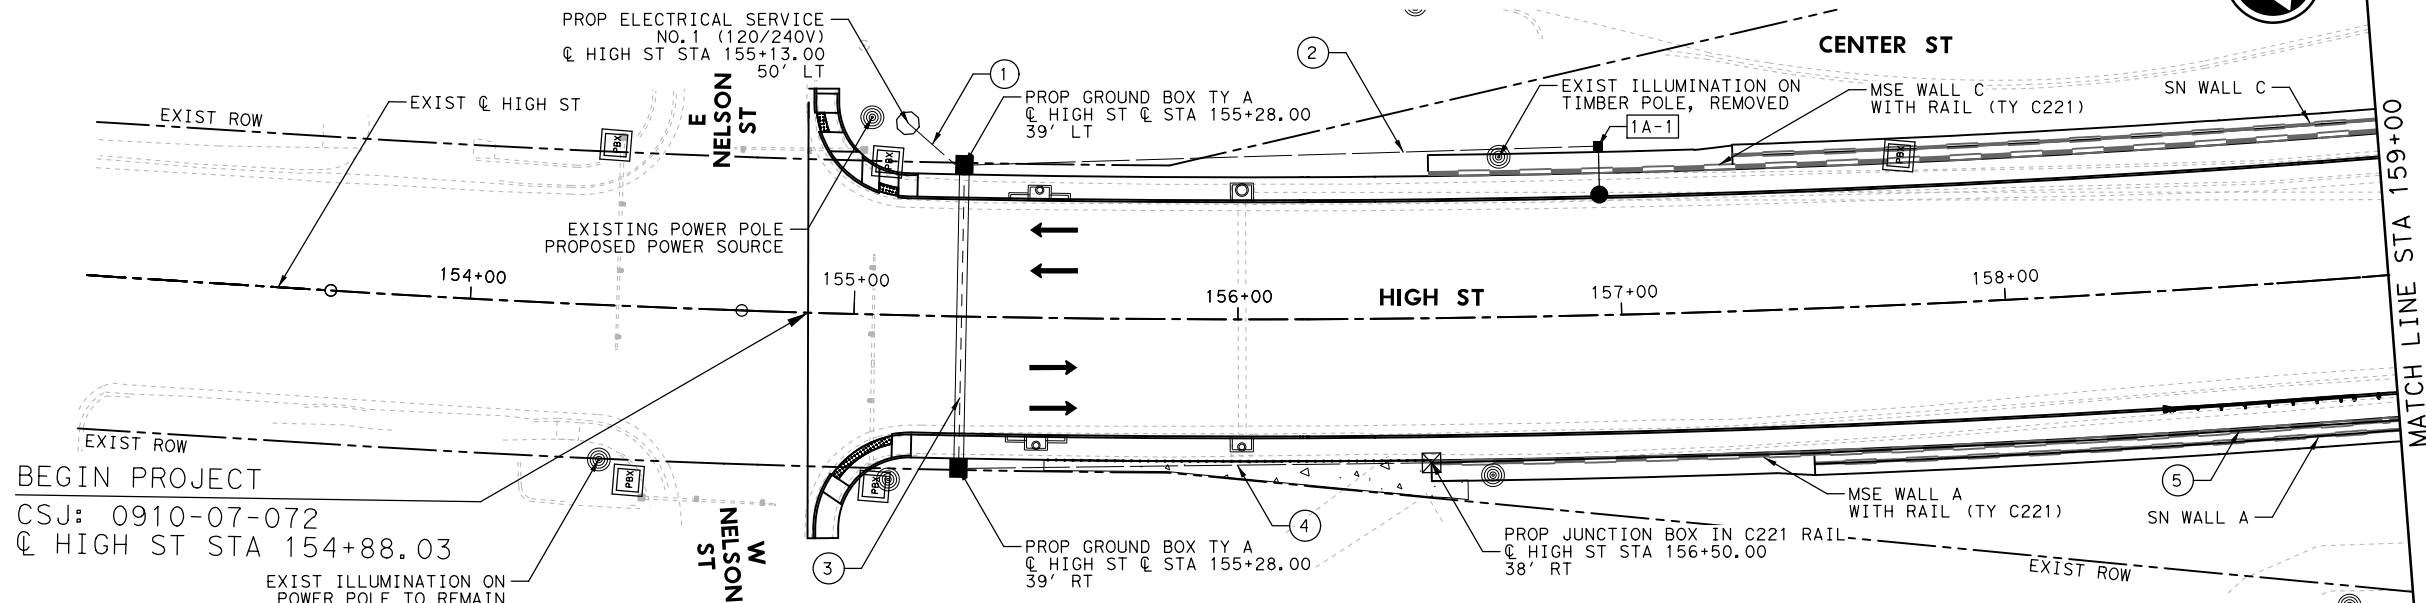 PROP ELECTRICAL SERVICE
NO.1 (120/240V)
℄ HIGH ST STA 155+13.00
50' LT
1
2
CENTER ST
EXIST ROW
EXIST ℄ HIGH ST
E
NELSON
ST
PROP GROUND BOX TY A
℄ HIGH ST ℄ STA 155+28.00
39' LT
EXIST ILLUMINATION ON
TIMBER POLE, REMOVED
1A-1
MSE WALL C
WITH RAIL (TY C221)
SN WALL C
PBX
PBX
PBX
EXISTING POWER POLE
PROPOSED POWER SOURCE
154+00
155+00
156+00
HIGH ST
157+00
158+00
MATCH LINE STA 159+00
EXIST ROW
BEGIN PROJECT
CSJ: 0910-07-072
℄ HIGH ST STA 154+88.03
EXIST ILLUMINATION ON
POWER POLE TO REMAIN
PBX
PBX
W
NELSON
ST
3
PROP GROUND BOX TY A
℄ HIGH ST ℄ STA 155+28.00
39' RT
4
PROP JUNCTION BOX IN C221 RAIL
℄ HIGH ST STA 156+50.00
38' RT
MSE WALL A
WITH RAIL (TY C221)
5
SN WALL A
EXIST ROW